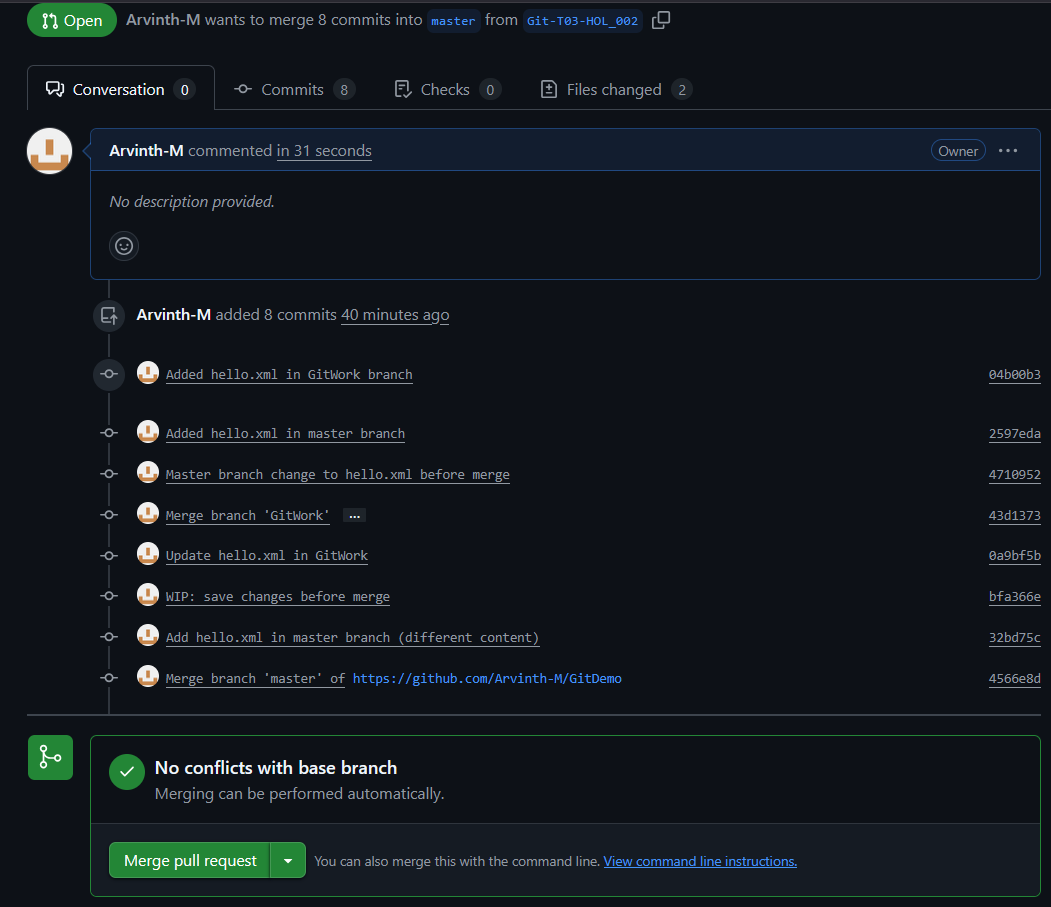 Open Arvinth-M wants to merge 8 commits into master from Git-T03-HOL_002
Conversation 0 Commits 8 Checks 0 Files changed 2
Arvinth-M commented in 31 seconds Owner ...
No description provided.
Arvinth-M added 8 commits 40 minutes ago
Added hello.xml in GitWork branch 04b00b3
Added hello.xml in master branch 2597eda
Master branch change to hello.xml before merge 4710952
Merge branch 'GitWork' ... 43d1373
Update hello.xml in GitWork 0a9bf5b
WIP: save changes before merge bfa366e
Add hello.xml in master branch (different content) 32bd75c
Merge branch 'master' of https://github.com/Arvinth-M/GitDemo 4566e8d
No conflicts with base branch
Merging can be performed automatically.
Merge pull request You can also merge this with the command line. View command line instructions.